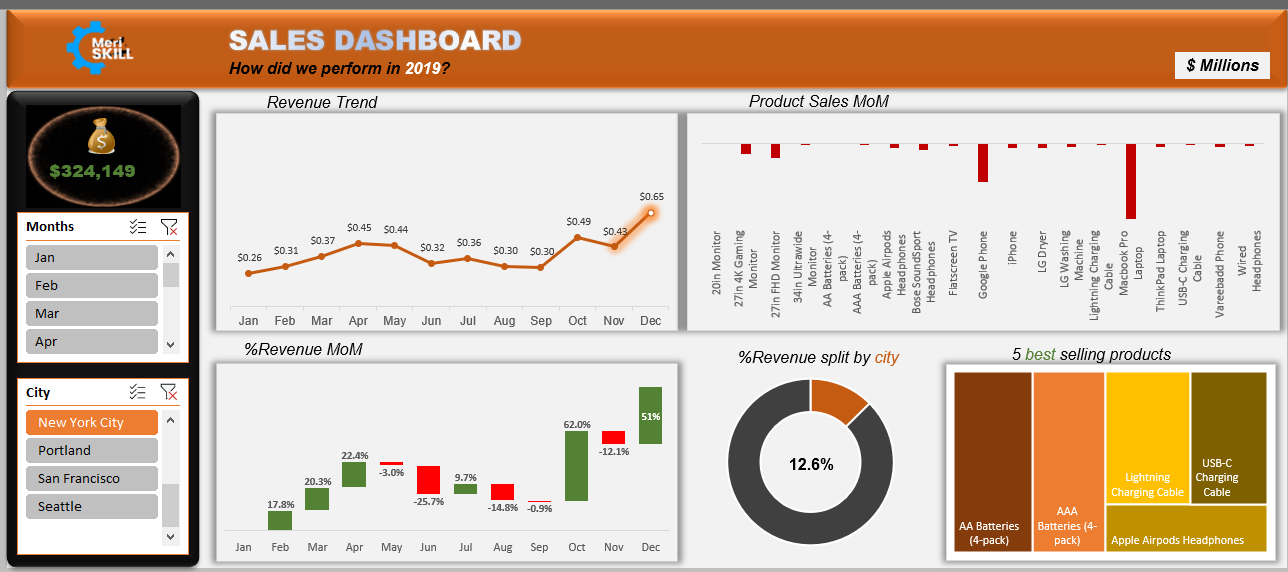 Meri
SKILL
SALES DASHBOARD
How did we perform in 2019?
$ Millions
$324,149
Months
Jan
Feb
Mar
Apr
City
New York City
Portland
San Francisco
Seattle
Revenue Trend
$0.26
$0.31
$0.37
$0.45
$0.44
$0.32
$0.36
$0.30
$0.30
$0.49
$0.43
$0.65
Jan Feb Mar Apr May Jun Jul Aug Sep Oct Nov Dec
Product Sales MoM
20in Monitor
27in 4K Gaming
Monitor
27in FHD Monitor
34in Ultrawide
Monitor
AA Batteries (4-
pack)
AAA Batteries (4-
pack)
Apple Airpods
Headphones
Bose SoundSport
Headphones
Flatscreen TV
Google Phone
iPhone
LG Dryer
LG Washing
Machine
Lightning Charging
Cable
Macbook Pro
Laptop
ThinkPad Laptop
USB-C Charging
Cable
Vareebadd Phone
Wired
Headphones
%Revenue MoM
17.8%
20.3%
22.4%
-3.0%
-25.7%
9.7%
-14.8%
-0.9%
62.0%
-12.1%
51%
Jan Feb Mar Apr May Jun Jul Aug Sep Oct Nov Dec
%Revenue split by city
12.6%
5 best selling products
AA Batteries
(4-pack)
AAA
Batteries (4-
pack)
Lightning
Charging Cable
USB-C
Charging
Cable
Apple Airpods Headphones